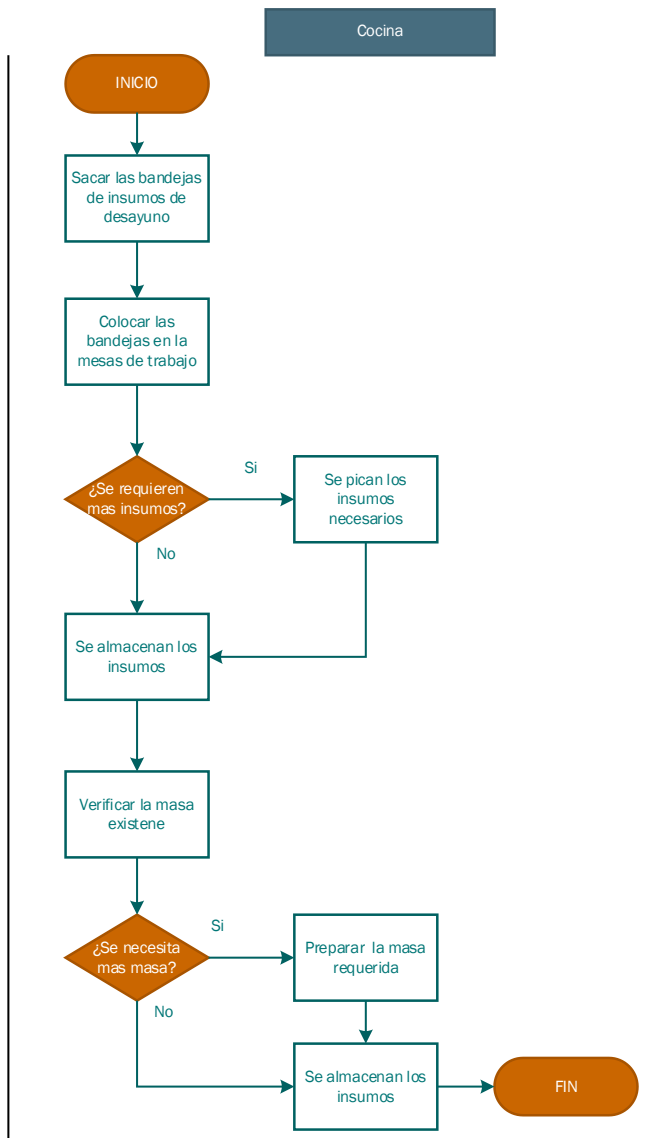 Cocina
INICIO
Sacar las bandejas
de insumos de
desayuno
Colocar las
bandejas en la
mesas de trabajo
¿Se requieren
mas insumos?
Si
Se pican los
insumos
necesarios
No
Se almacenan los
insumos
Verificar la masa
existene
¿Se necesita
mas masa?
Si
Preparar la masa
requerida
No
Se almacenan los
insumos
FIN